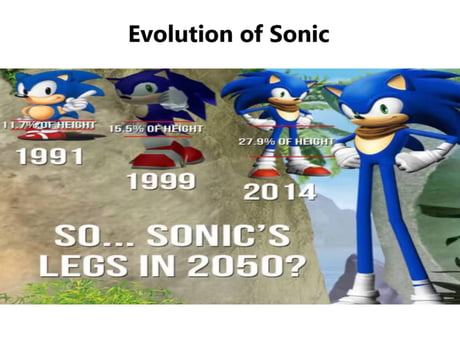 Evolution of Sonic
11.7% OF HEIGHT
15.5% OF HEIGHT
27.9% OF HEIGHT
1991
1999
2014
SO... SONIC'S
LEGS IN 2050?